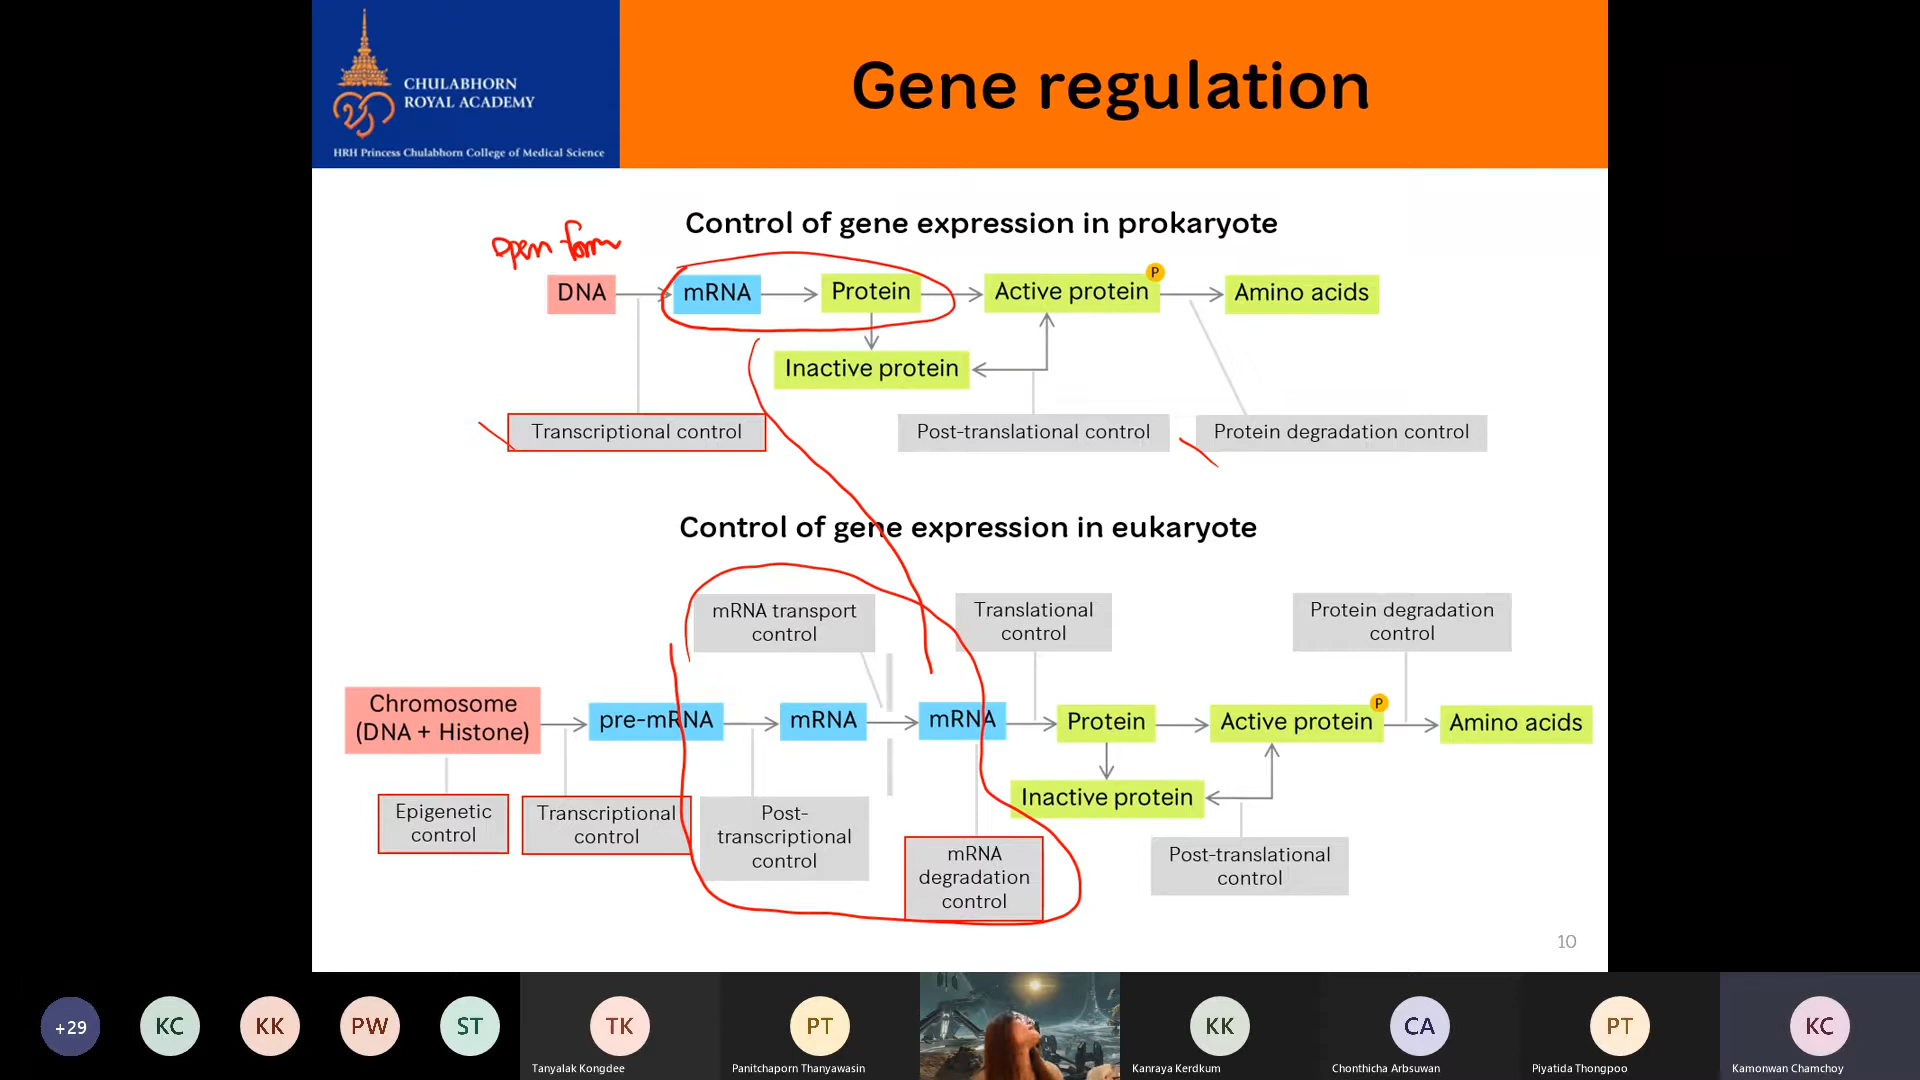 CHULABHORN
ROYAL ACADEMY
HRH Princess Chulabhorn College of Medical Science
Gene regulation
Control of gene expression in prokaryote
open form
DNA
mRNA
Protein
Active protein
P
Amino acids
Inactive protein
Transcriptional control
Post-translational control
Protein degradation control
Control of gene expression in eukaryote
mRNA transport
control
Translational
control
Protein degradation
control
Chromosome
(DNA + Histone)
pre-mRNA
mRNA
mRNA
Protein
Active protein
P
Amino acids
Inactive protein
Epigenetic
control
Transcriptional
control
Post-
transcriptional
control
mRNA
degradation
control
Post-translational
control
10
+29
KC
KK
PW
ST
TK
Tanyalak Kongdee
PT
Panitchaporn Thanyawasin
KK
Kanraya Kerdkum
CA
Chonthicha Arbsuwan
PT
Piyatida Thongpoo
KC
Kamonwan Chamchoy